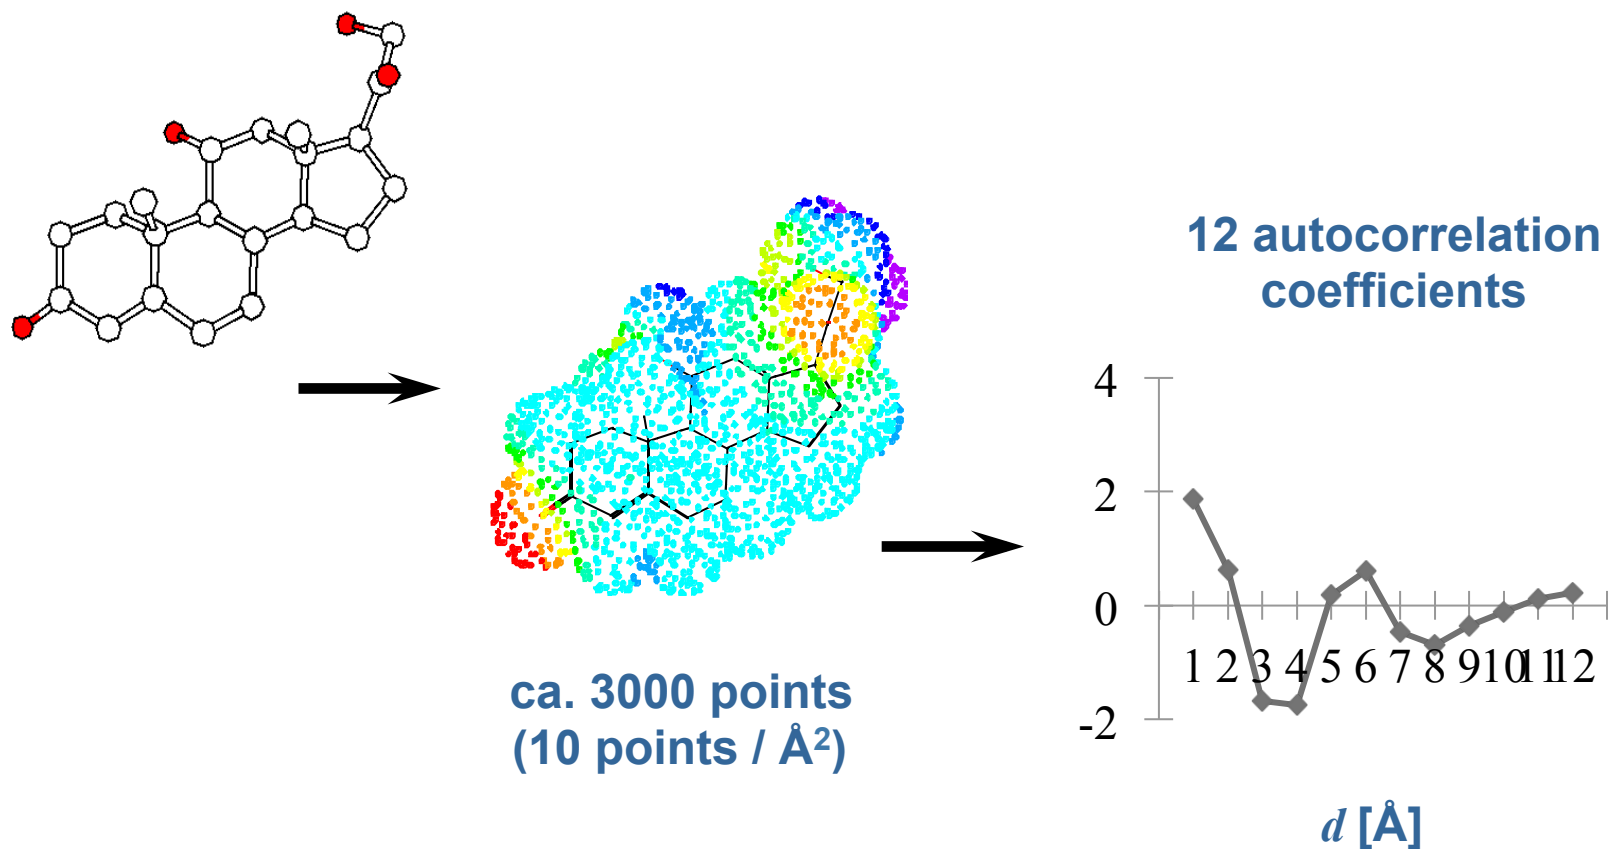 12 autocorrelation
coefficients
4
2
0
1 2 3 4 5 6 7 8 9 10 11 12
-2
ca. 3000 points
(10 points / Å²)
d [Å]